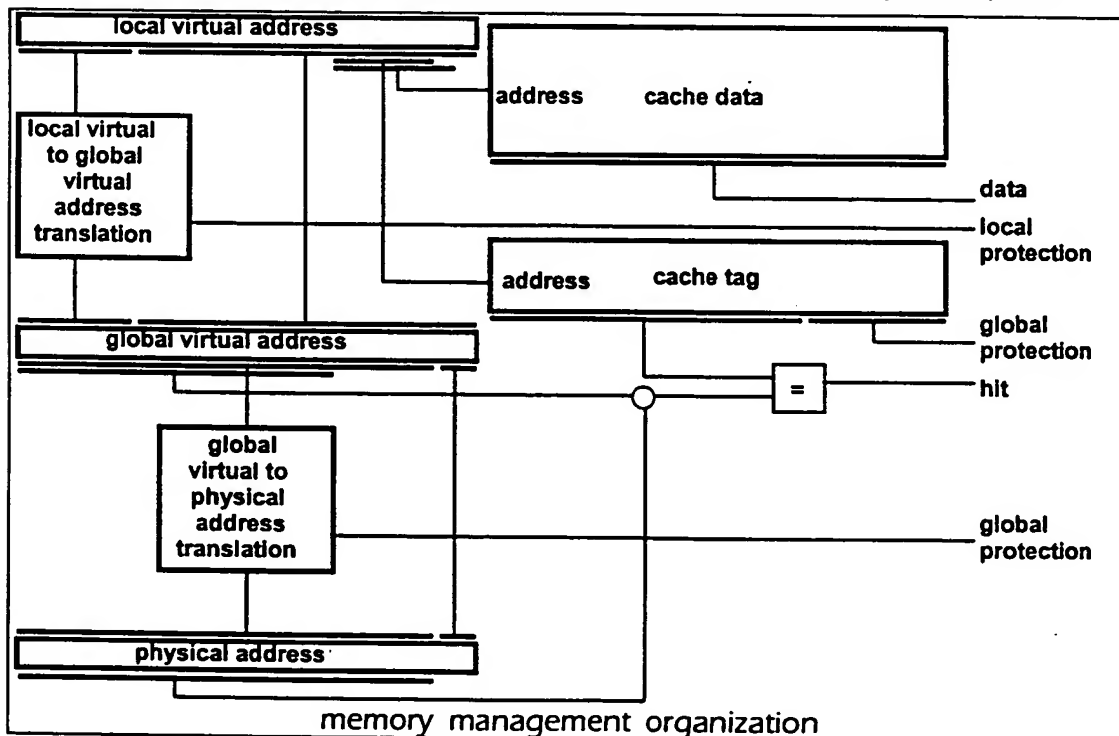 local virtual address
address
cache data
local virtual
to global
virtual
address
translation
data
local
protection
address
cache tag
global virtual address
global
protection
=
hit
global
virtual to
physical
address
translation
global
protection
physical address
memory management organization